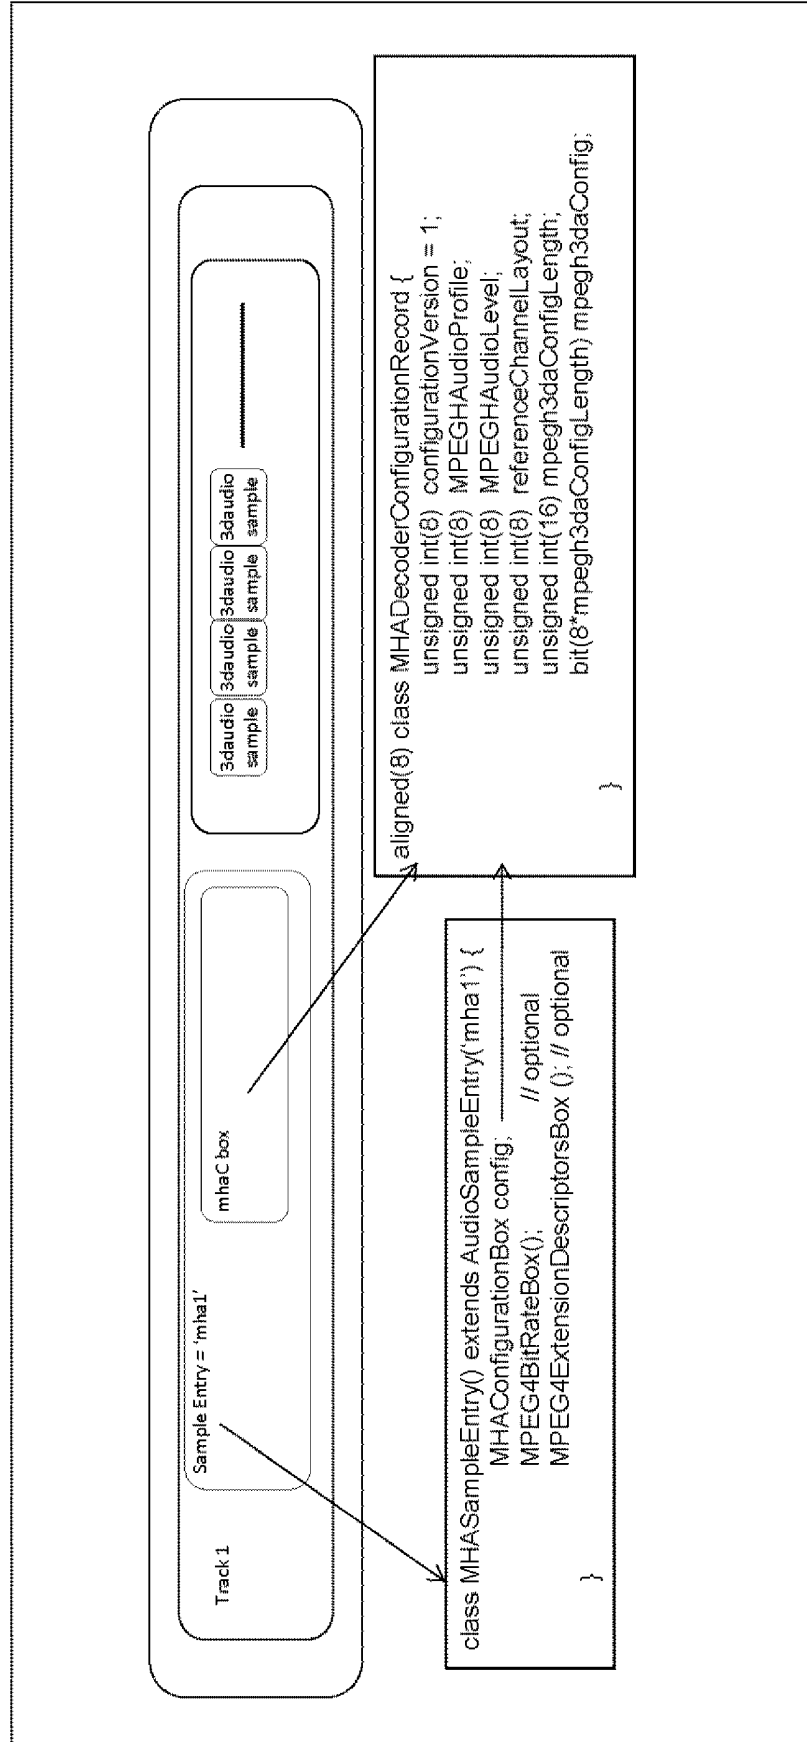 Track 1
Sample Entry = 'mha1'
mhaC box
3daudio
sample
3daudio
sample
3daudio
sample
3daudio
sample
class MHASampleEntry() extends AudioSampleEntry('mha1') {
MHAConfigurationBox config;
MPEG4BitRateBox(); // optional
MPEG4ExtensionDescriptorsBox (); // optional
}
aligned(8) class MHADecoderConfigurationRecord {
unsigned int(8) configurationVersion = 1;
unsigned int(8) MPEGHAudioProfile;
unsigned int(8) MPEGHAudioLevel;
unsigned int(8) referenceChannelLayout;
unsigned int(16) mpegh3daConfigLength;
bit(8*mpegh3daConfigLength) mpegh3daConfig;
}